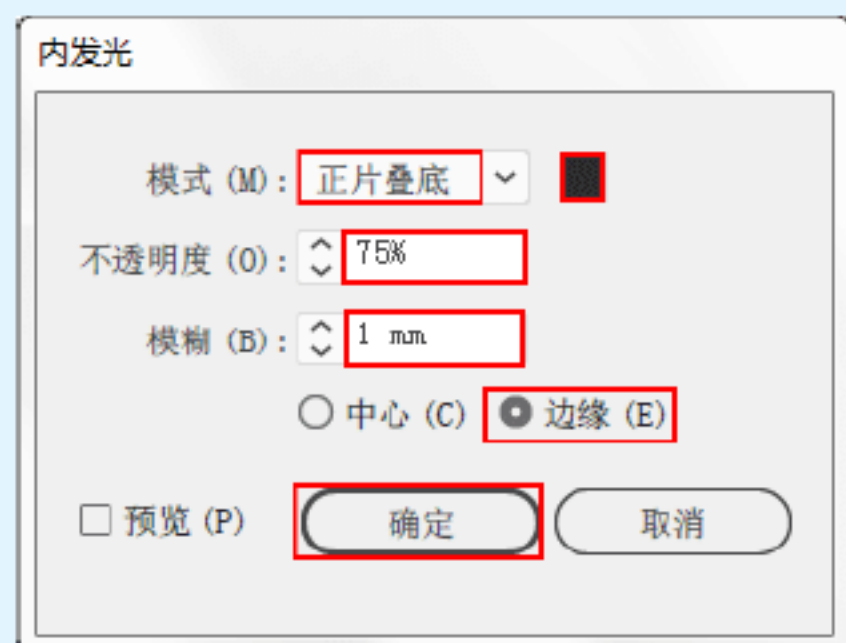 内发光
模式 (M): 正片叠底
不透明度 (O): 75%
模糊 (B): 1 mm
中心 (C) 边缘 (E)
预览 (P) 确定 取消